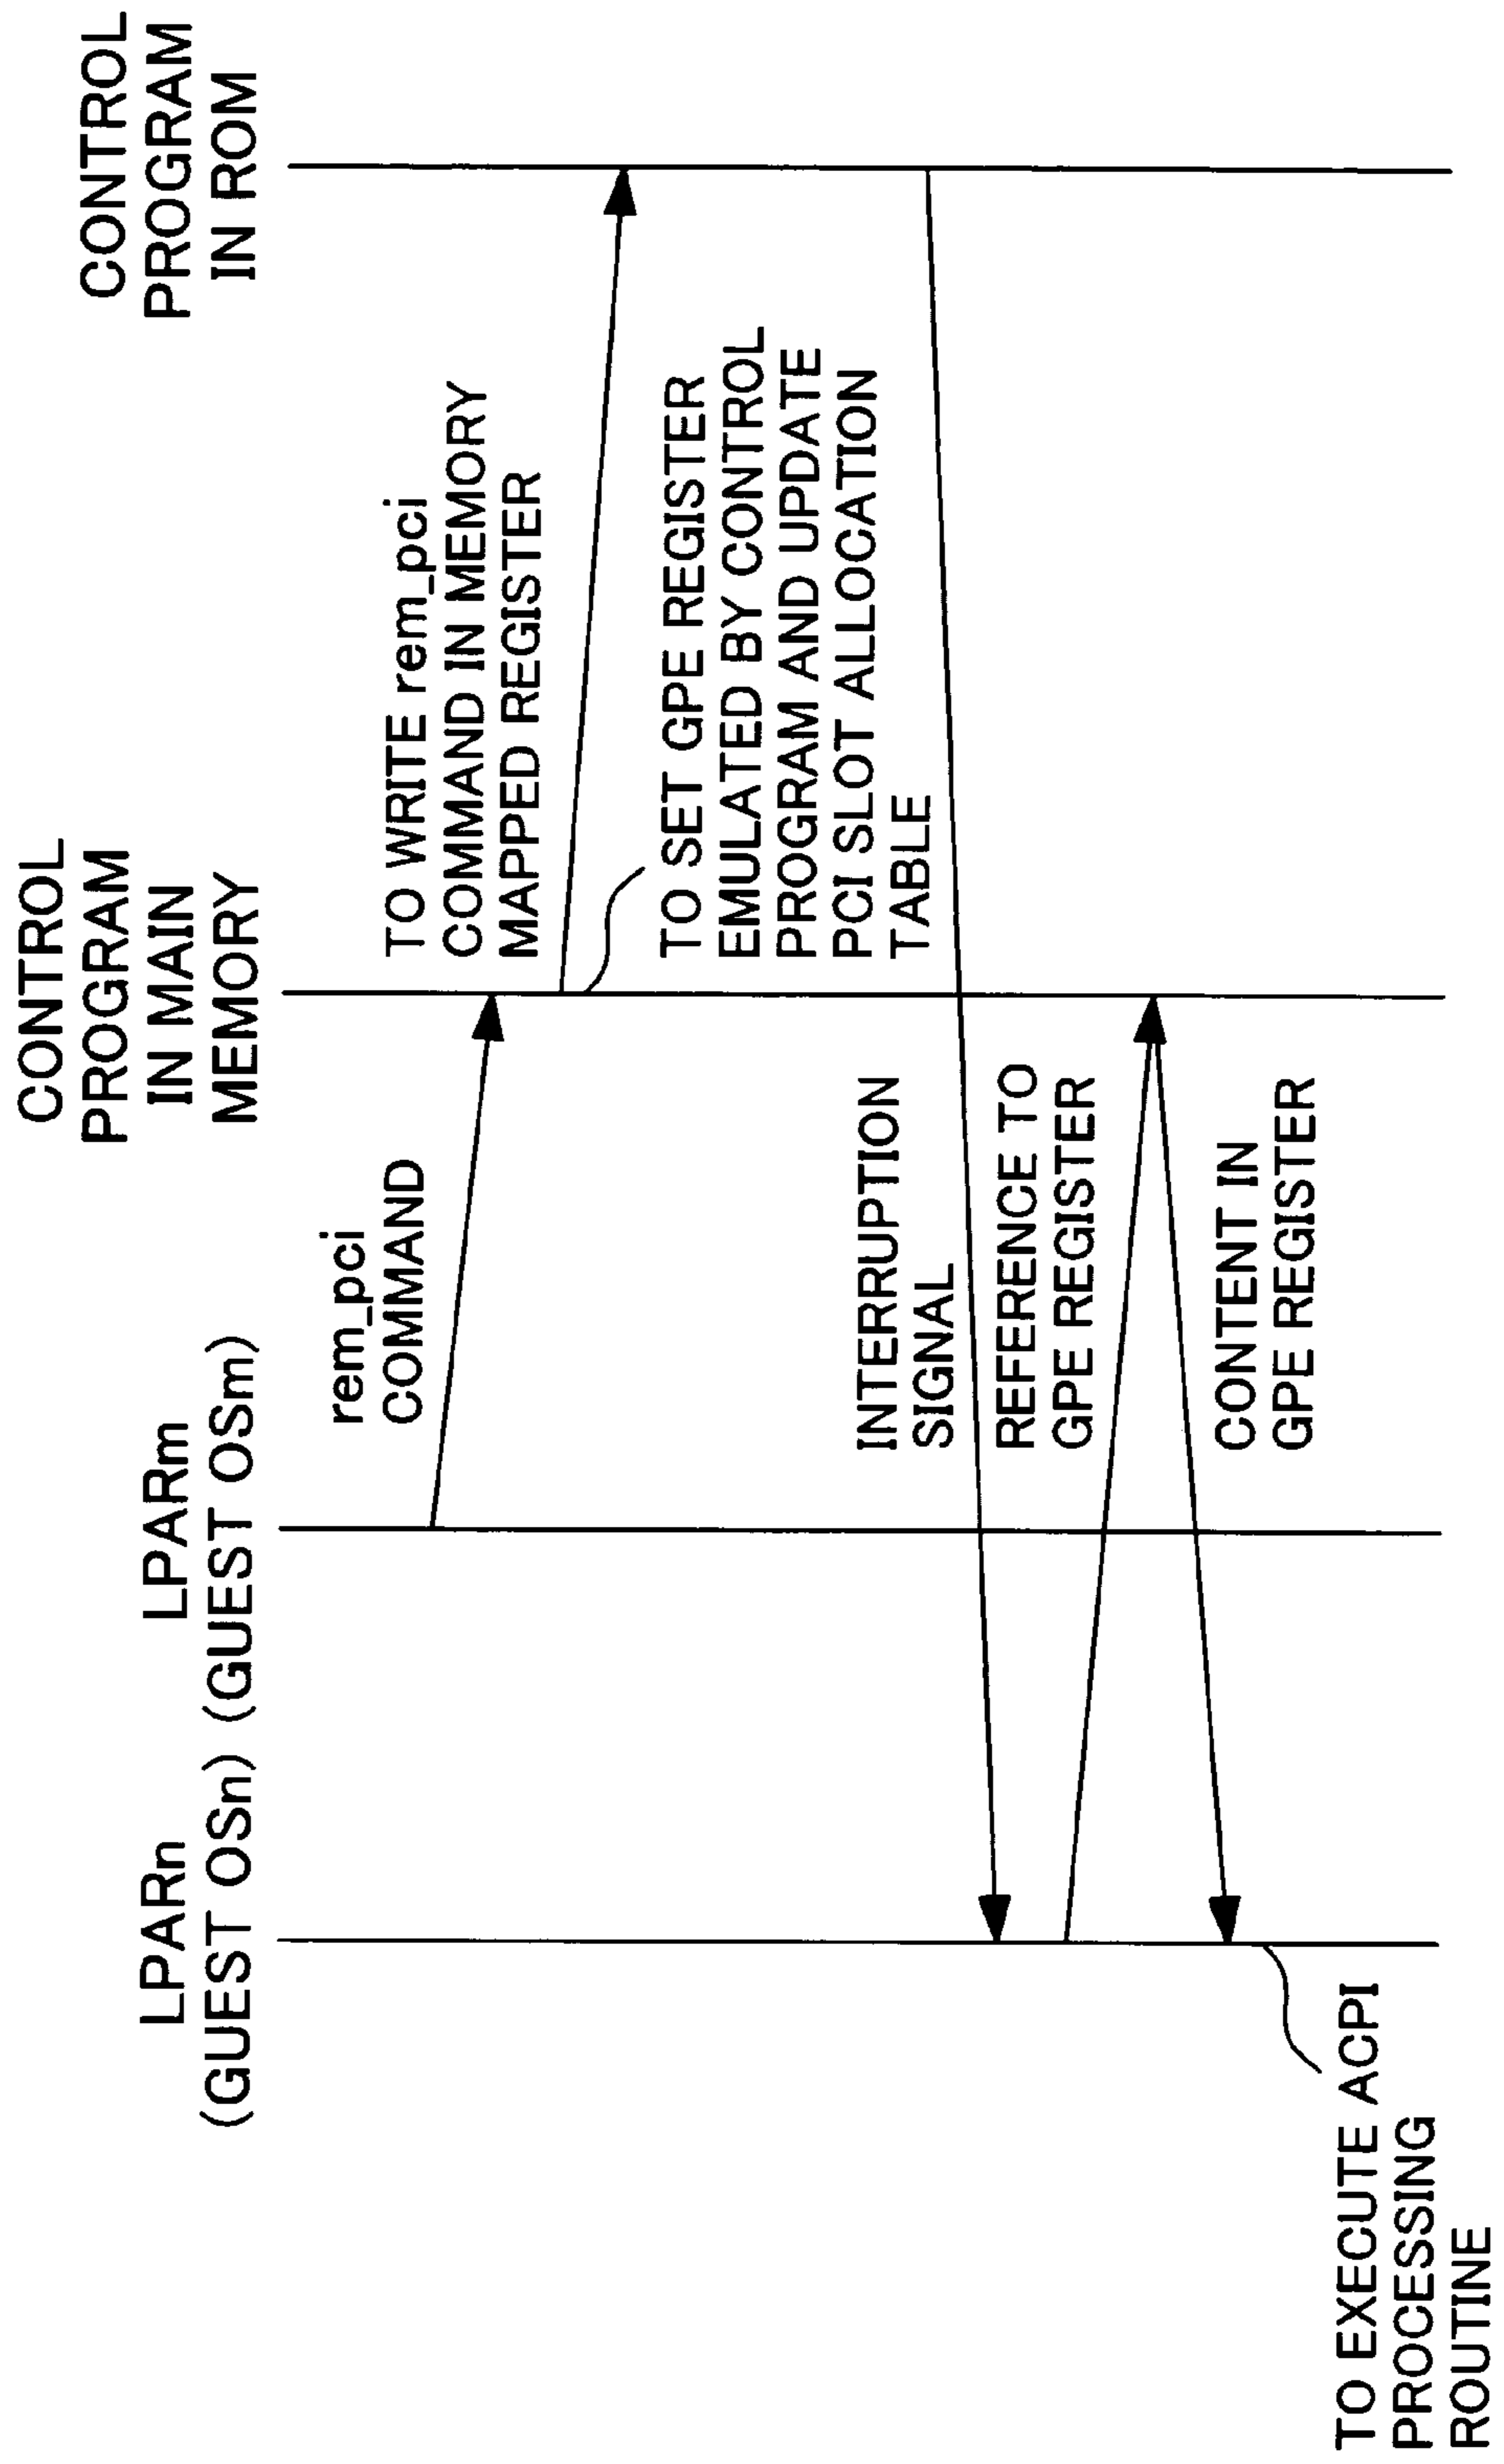 LPARn
(GUEST OSn)
LPARm
(GUEST OSm)
CONTROL
PROGRAM
IN MAIN
MEMORY
CONTROL
PROGRAM
IN ROM
rem_pci
COMMAND
TO WRITE rem_pci
COMMAND IN MEMORY
MAPPED REGISTER
TO SET GPE REGISTER
EMULATED BY CONTROL
PROGRAM AND UPDATE
PCI SLOT ALLOCATION
TABLE
INTERRUPTION
SIGNAL
REFERENCE TO
GPE REGISTER
CONTENT IN
GPE REGISTER
TO EXECUTE ACPI
PROCESSING
ROUTINE